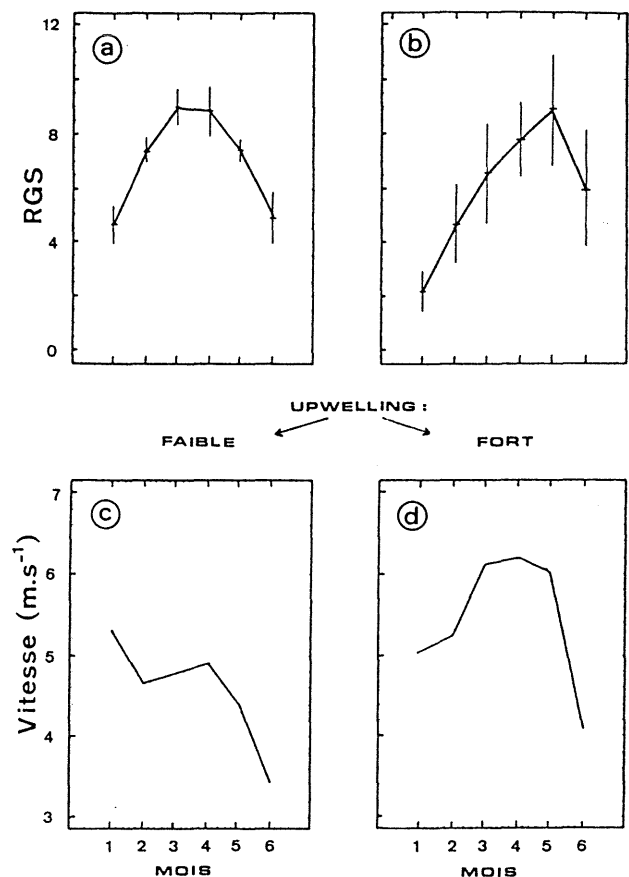 12
8
4
0
RGS
a
b
UPWELLING :
FAIBLE
FORT
7
6
5
4
3
Vitesse (m.s⁻¹)
c
d
1 2 3 4 5 6
MOIS
1 2 3 4 5 6
MOIS